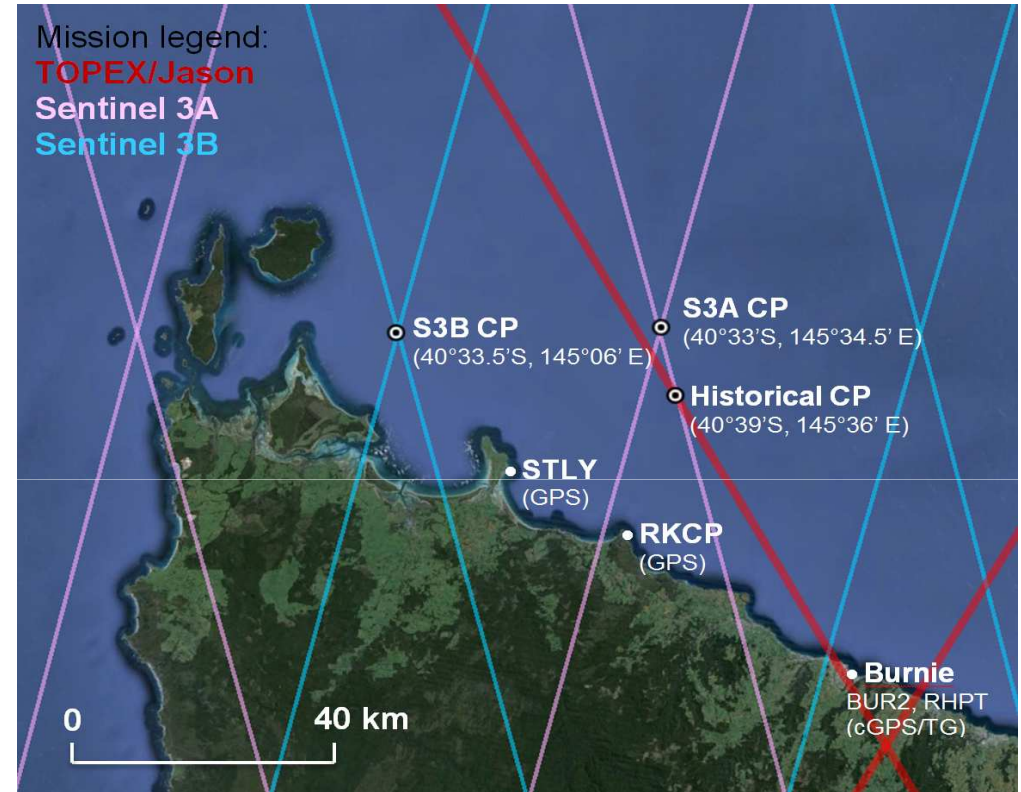 Mission legend:
TOPEX/Jason
Sentinel 3A
Sentinel 3B
S3B CP
(40°33.5'S, 145°06' E)
S3A CP
(40°33'S, 145°34.5' E)
Historical CP
(40°39'S, 145°36' E)
STLY
(GPS)
RKCP
(GPS)
Burnie
BUR2, RHPT
(cGPS/TG)
0
40 km